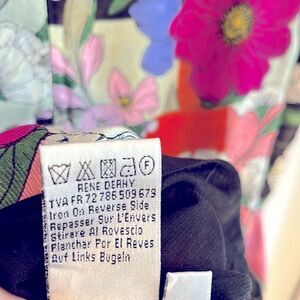 RENE DERHY
TVA FR 72 786 509 679
Iron On Reverse Side
Repasser Sur L'Envers
Stirare Al Rovescio
Planchar Por El Reves
Auf Links Bugeln